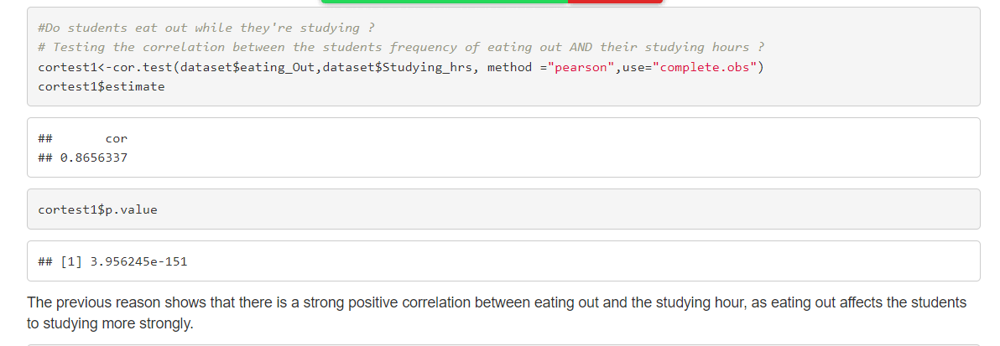 #Do students eat out while they're studying ?
# Testing the correlation between the students frequency of eating out AND their studying hours ?
cortest1<-cor.test(dataset$eating_Out,dataset$Studying_hrs, method ="pearson",use="complete.obs")
cortest1$estimate
##       cor
## 0.8656337
cortest1$p.value
## [1] 3.956245e-151
The previous reason shows that there is a strong positive correlation between eating out and the studying hour, as eating out affects the students
to studying more strongly.